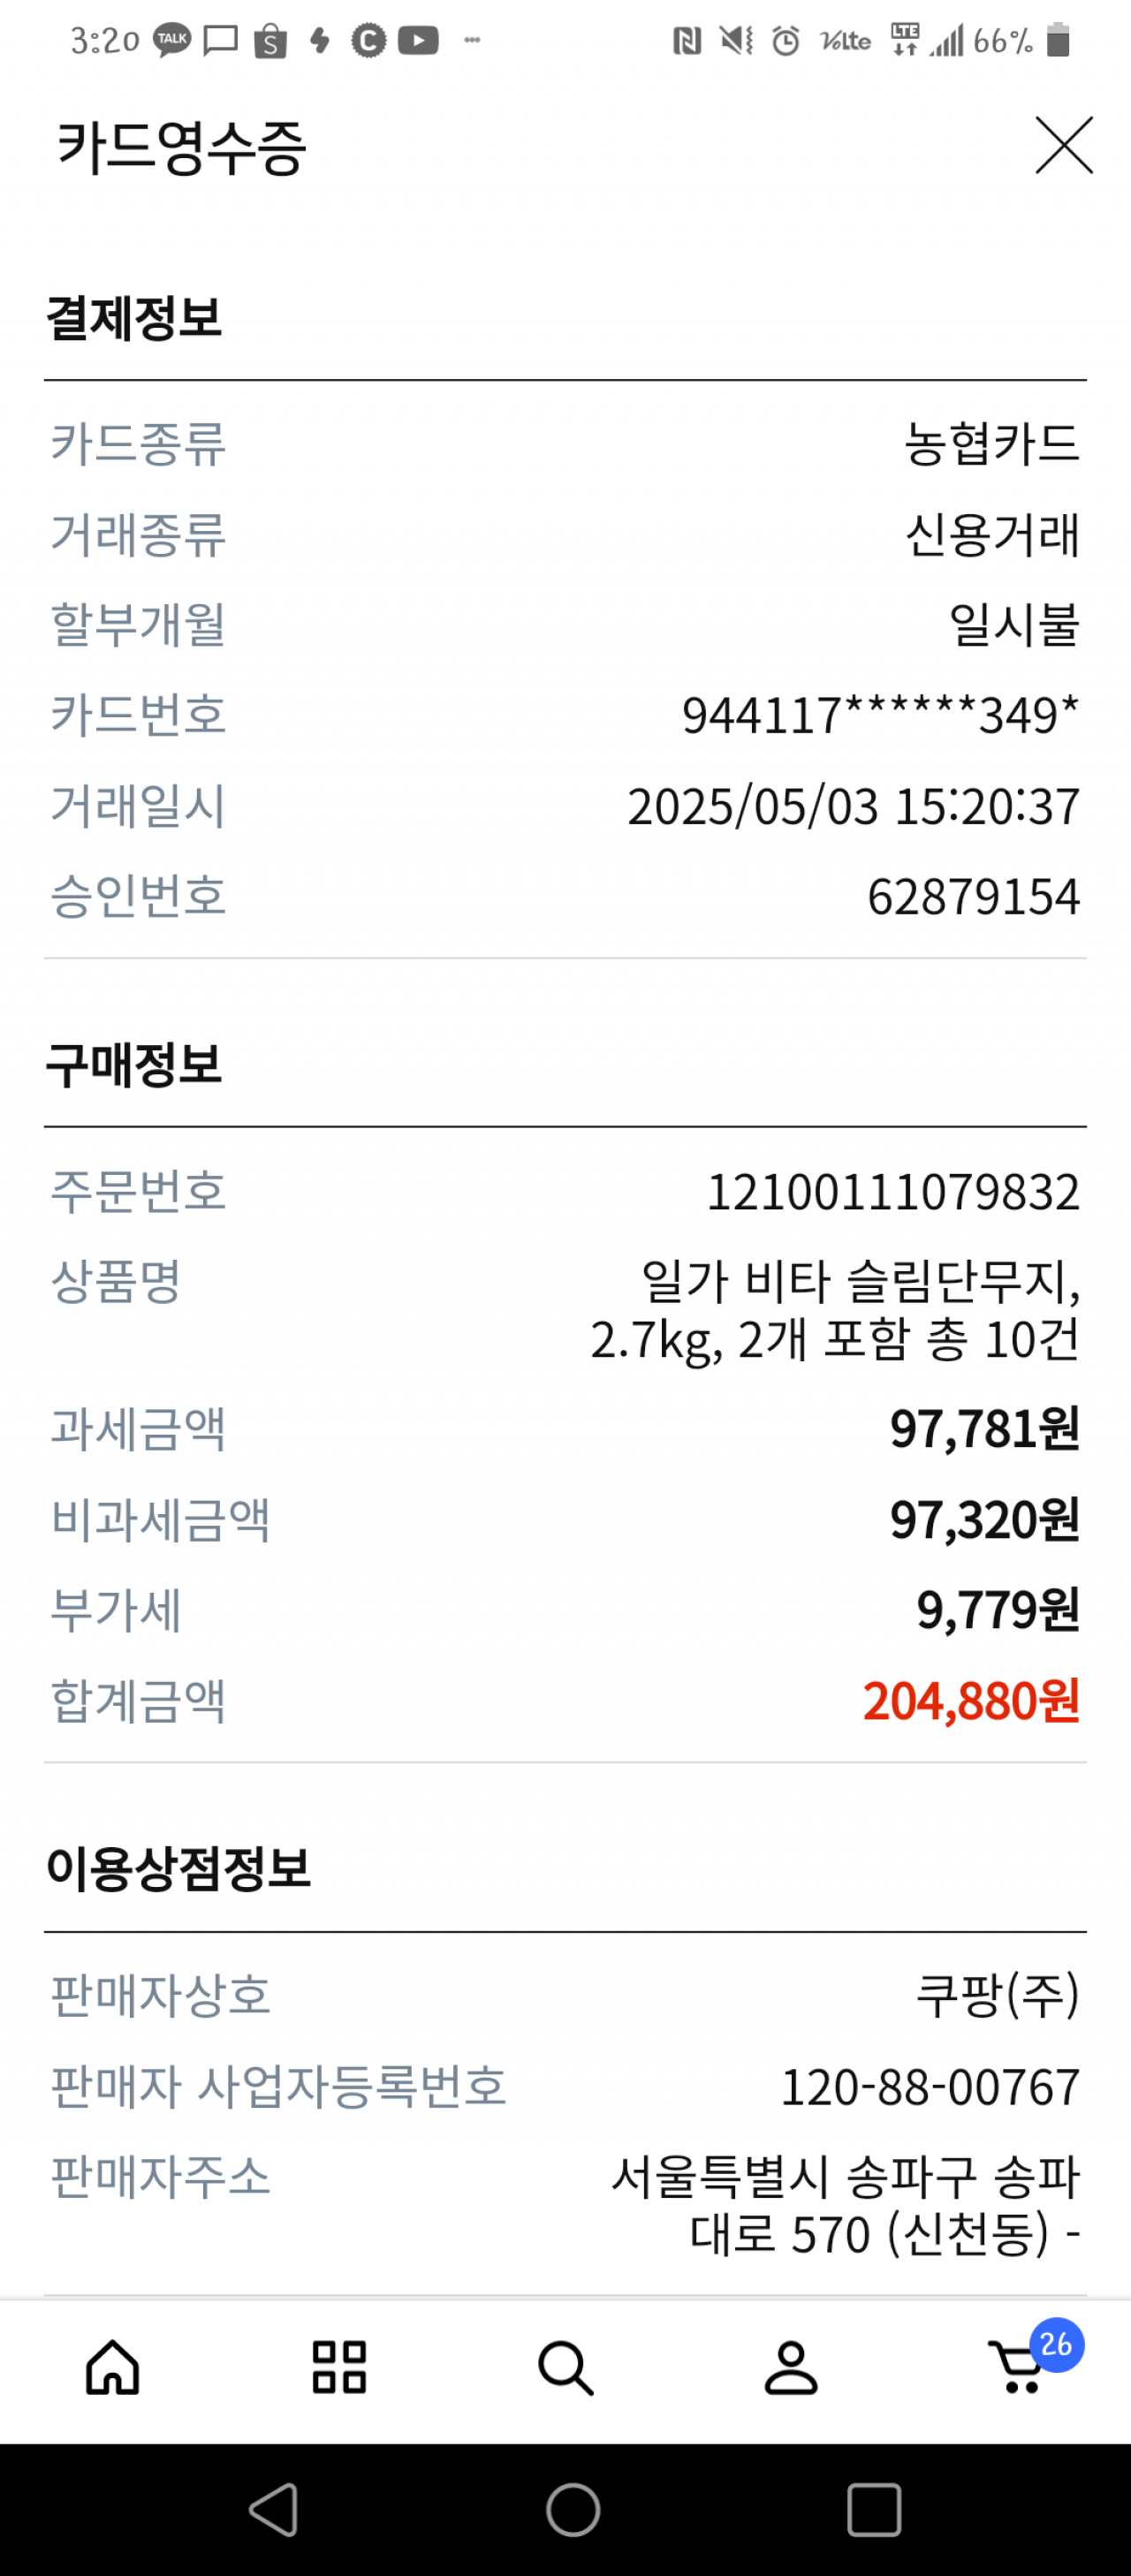 3:20 TALK S C Volte LTE 66%
카드영수증
결제정보
카드종류 농협카드
거래종류 신용거래
할부개월 일시불
카드번호 944117******349*
거래일시 2025/05/03 15:20:37
승인번호 62879154
구매정보
주문번호 12100111079832
상품명 일가 비타 슬림단무지,
2.7kg, 2개 포함 총 10건
과세금액 97,781원
비과세금액 97,320원
부가세 9,779원
합계금액 204,880원
이용상점정보
판매자상호 쿠팡(주)
판매자 사업자등록번호 120-88-00767
판매자주소 서울특별시 송파구 송파
대로 570 (신천동) -
26